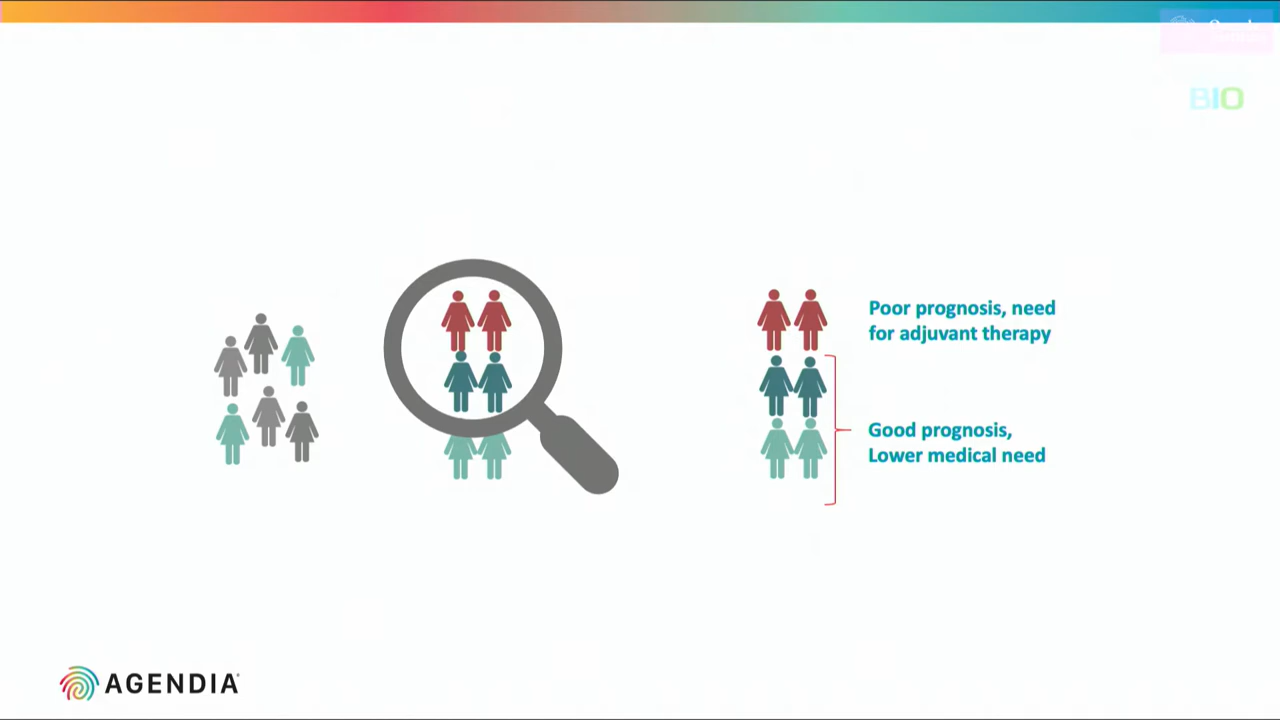 BIO
Poor prognosis, need
for adjuvant therapy
Good prognosis,
Lower medical need
AGENDIA